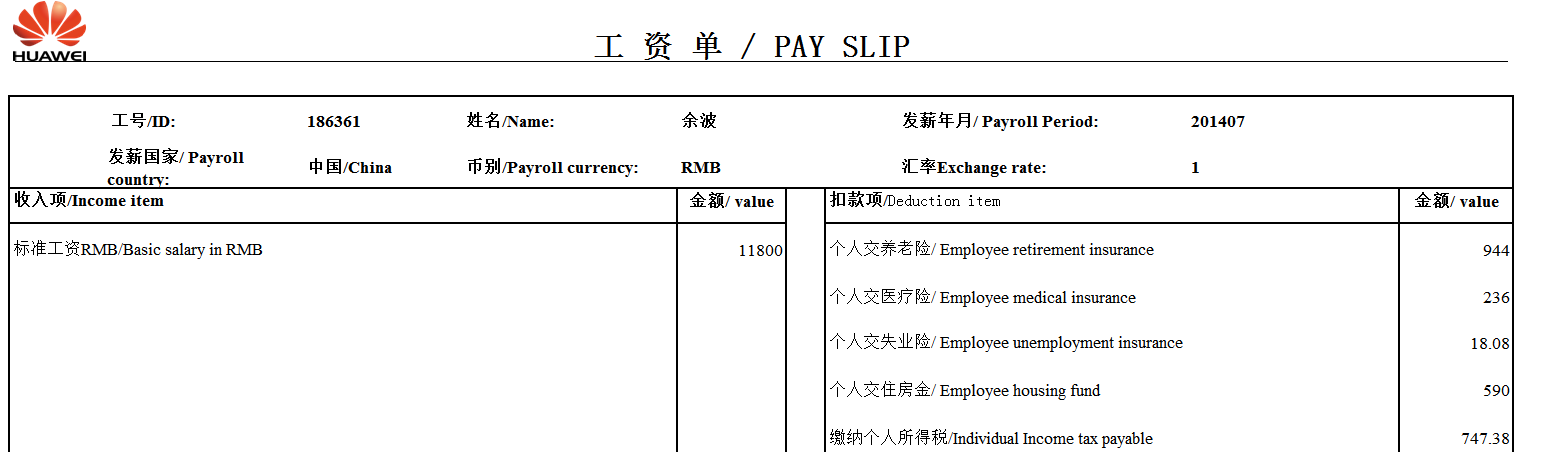 HUAWEI
工 资 单 / PAY SLIP
工号/ID: 186361 姓名/Name: 余波 发薪年月/ Payroll Period: 201407
发薪国家/ Payroll
country: 中国/China 币别/Payroll currency: RMB 汇率Exchange rate: 1
收入项/Income item 金额/ value 扣款项/Deduction item 金额/ value
标准工资RMB/Basic salary in RMB 11800 个人交养老险/ Employee retirement insurance 944
个人交医疗险/ Employee medical insurance 236
个人交失业险/ Employee unemployment insurance 18.08
个人交住房金/ Employee housing fund 590
缴纳个人所得税/Individual Income tax payable 747.38